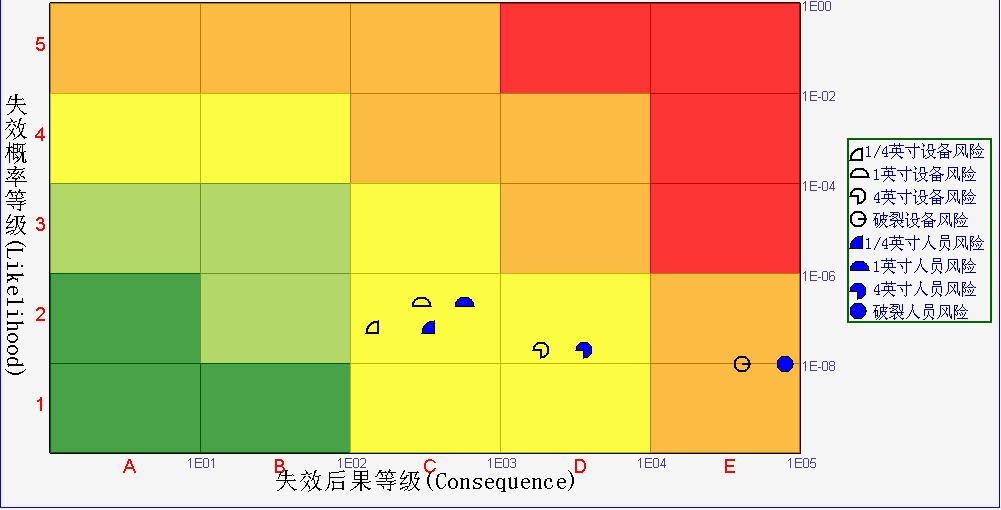 失效概率等级(Likelihood)
5
4
3
2
1
1E00
1E-02
1E-04
1E-06
1E-08
1/4英寸设备风险
1英寸设备风险
4英寸设备风险
破裂设备风险
1/4英寸人员风险
1英寸人员风险
4英寸人员风险
破裂人员风险
A
1E01
B
1E02
C
1E03
D
1E04
E
1E05
失效后果等级(Consequence)